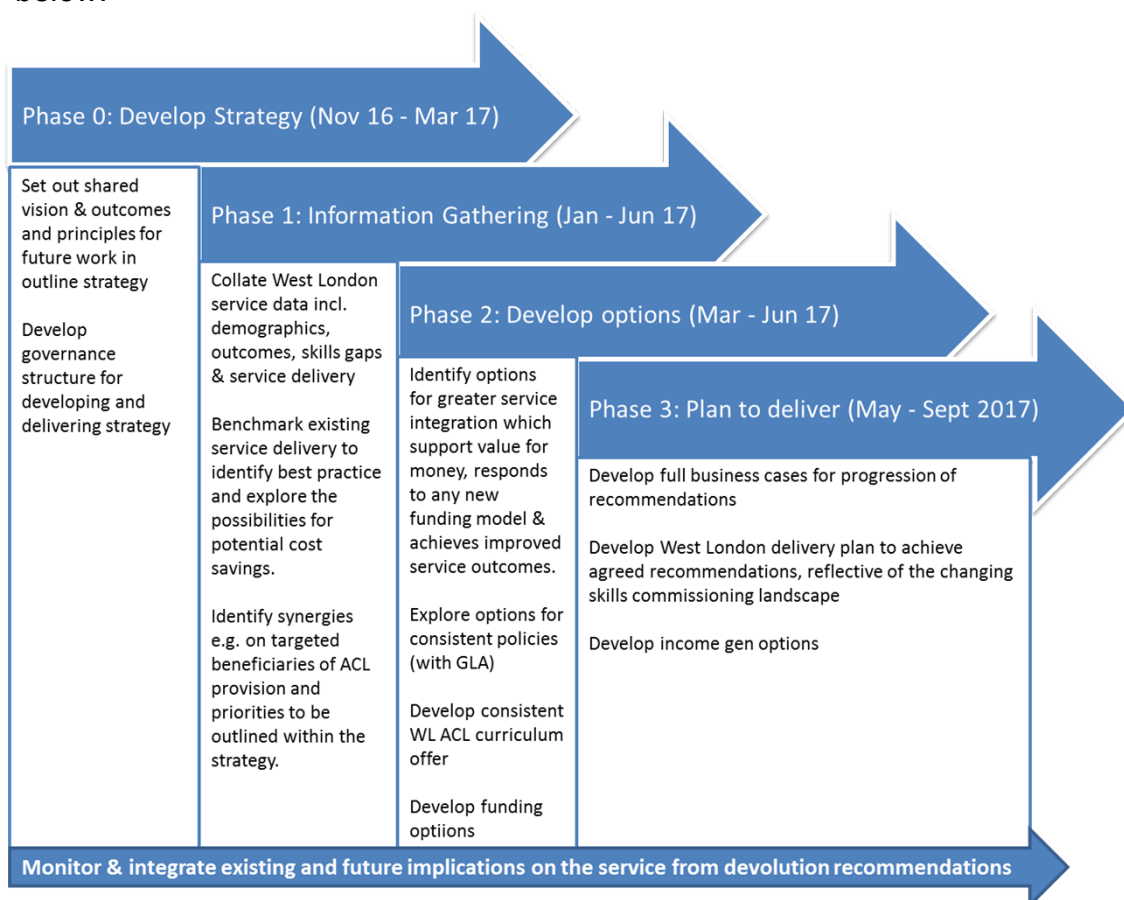 below.
Phase 0: Develop Strategy (Nov 16 - Mar 17)
Set out shared
vision & outcomes
and principles for
future work in
outline strategy
Develop
governance
structure for
developing and
delivering strategy
Phase 1: Information Gathering (Jan - Jun 17)
Collate West London
service data incl.
demographics,
outcomes, skills gaps
& service delivery
Benchmark existing
service delivery to
identify best practice
and explore the
possibilities for
potential cost
savings.
Identify synergies
e.g. on targeted
beneficiaries of ACL
provision and
priorities to be
outlined within the
strategy.
Phase 2: Develop options (Mar - Jun 17)
Identify options
for greater service
integration which
support value for
money, responds
to any new
funding model &
achieves improved
service outcomes.
Explore options for
consistent policies
(with GLA)
Develop consistent
WL ACL curriculum
offer
Develop funding
optiions
Phase 3: Plan to deliver (May - Sept 2017)
Develop full business cases for progression of
recommendations
Develop West London delivery plan to achieve
agreed recommendations, reflective of the changing
skills commissioning landscape
Develop income gen options
Monitor & integrate existing and future implications on the service from devolution recommendations